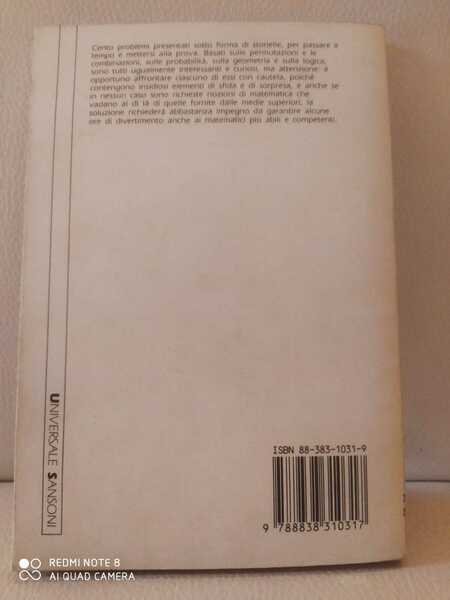 Cento problemi presentati sotto forma di storielle, per passare il
tempo e mettersi alla prova. Basati sulle permutazioni e le
combinazioni, sulle probabilità, sulla geometria e sulla logica,
sono tutti ugualmente interessanti e curiosi, ma attenzione: è
opportuno affrontare ciascuno di essi con cautela, poiché
contengono insidiosi elementi di sfida e di sorpresa, e anche se
in nessun caso sono richieste nozioni di matematica che
vadano al di là di quelle fornite dalle medie superiori, la
soluzione richiederà abbastanza impegno da garantire alcune
ore di divertimento anche ai matematici più abili e competenti.
UNIVERSALE SANSONI
ISBN 88-383-1031-9
9 788838 310317
REDMI NOTE 8
AI QUAD CAMERA